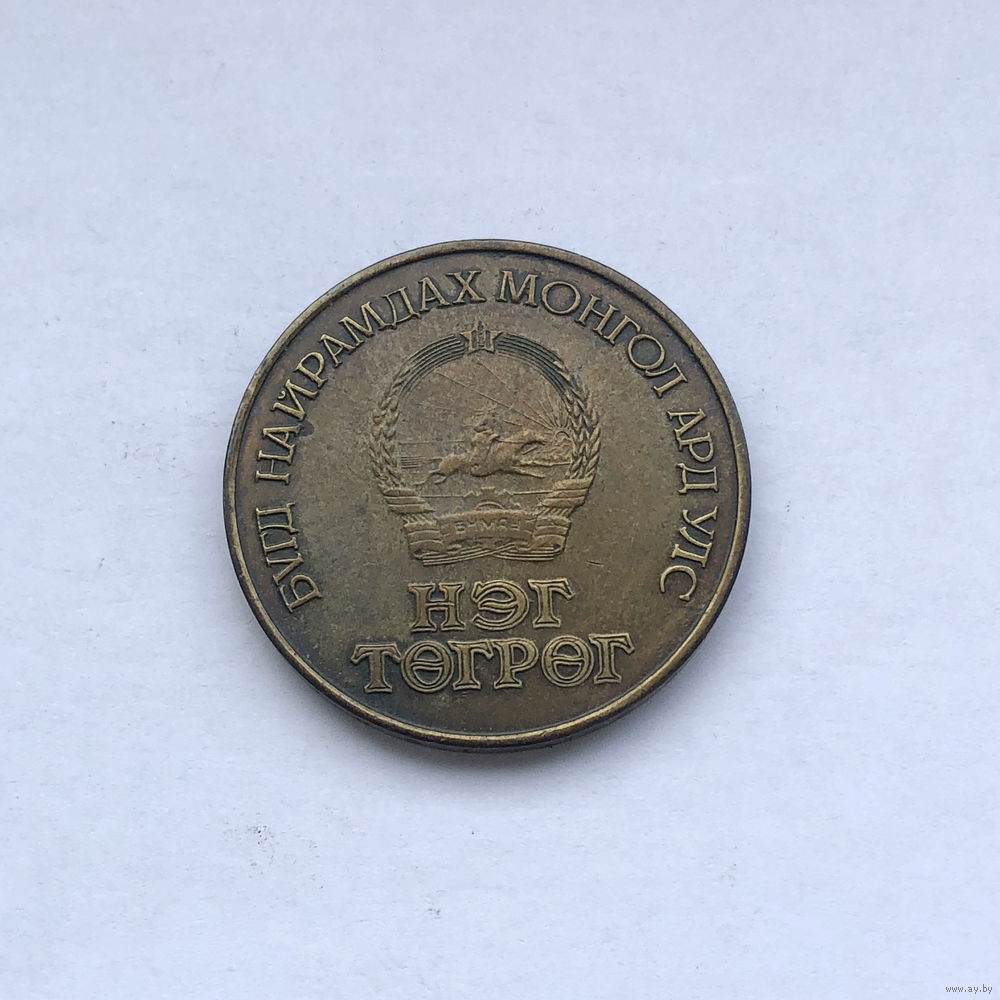 БҮГД НАЙРАМДАХ МОНГОЛ АРД УЛС
БНМАУ
НЭГ
ТӨГРӨГ
www.ay.by